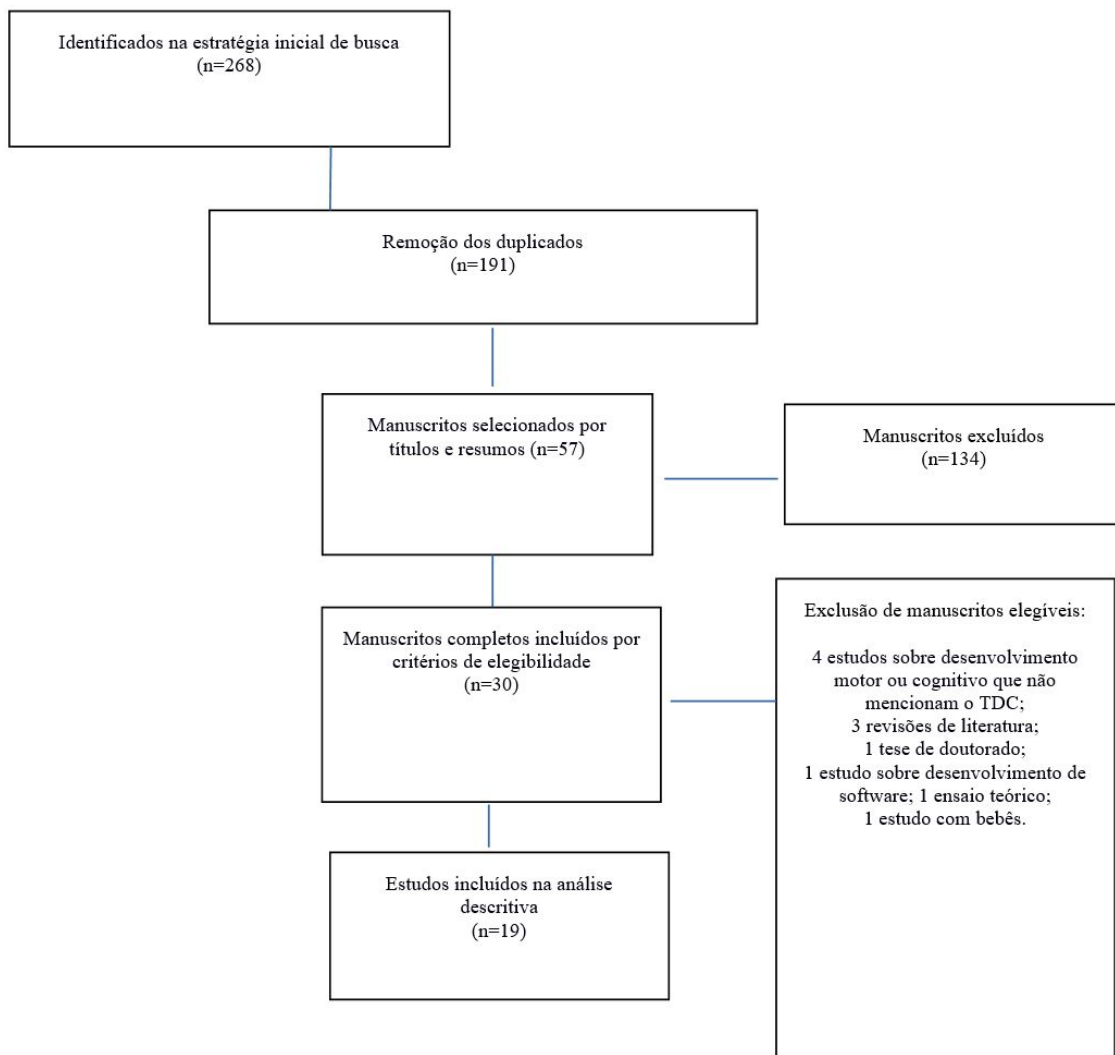 Identificados na estratégia inicial de busca
(n=268)
Remoção dos duplicados
(n=191)
Manuscritos selecionados por
títulos e resumos (n=57)
Manuscritos excluídos
(n=134)
Manuscritos completos incluídos por
critérios de elegibilidade
(n=30)
Exclusão de manuscritos elegíveis:
4 estudos sobre desenvolvimento
motor ou cognitivo que não
mencionam o TDC;
3 revisões de literatura;
1 tese de doutorado;
1 estudo sobre desenvolvimento de
software; 1 ensaio teórico;
1 estudo com bebês.
Estudos incluídos na análise
descritiva
(n=19)